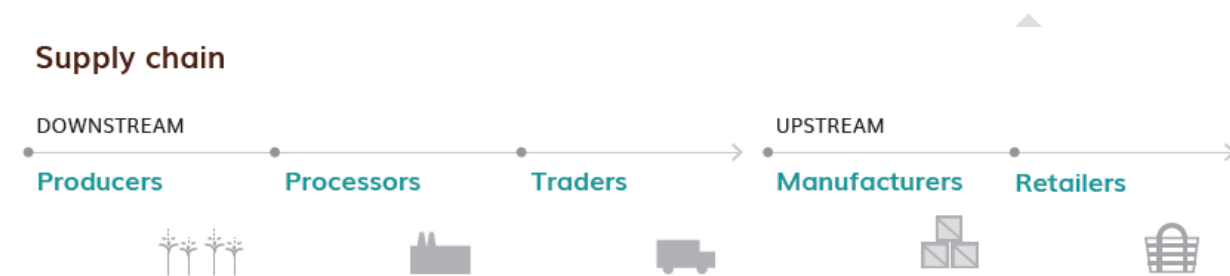 Supply chain
DOWNSTREAM
UPSTREAM
Producers
Processors
Traders
Manufacturers
Retailers